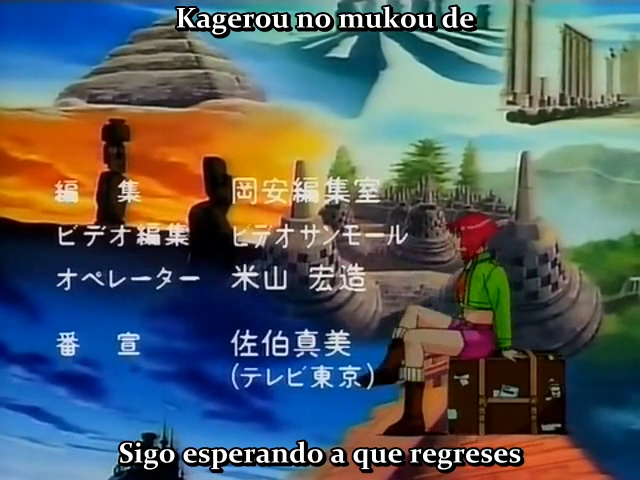 Kagerou no mukou de
編 集 岡安編集室
ビデオ編集 ビデオサンモール
オペレーター 米山 宏造
番 宣 佐伯真美
(テレビ東京)
Sigo esperando a que regreses